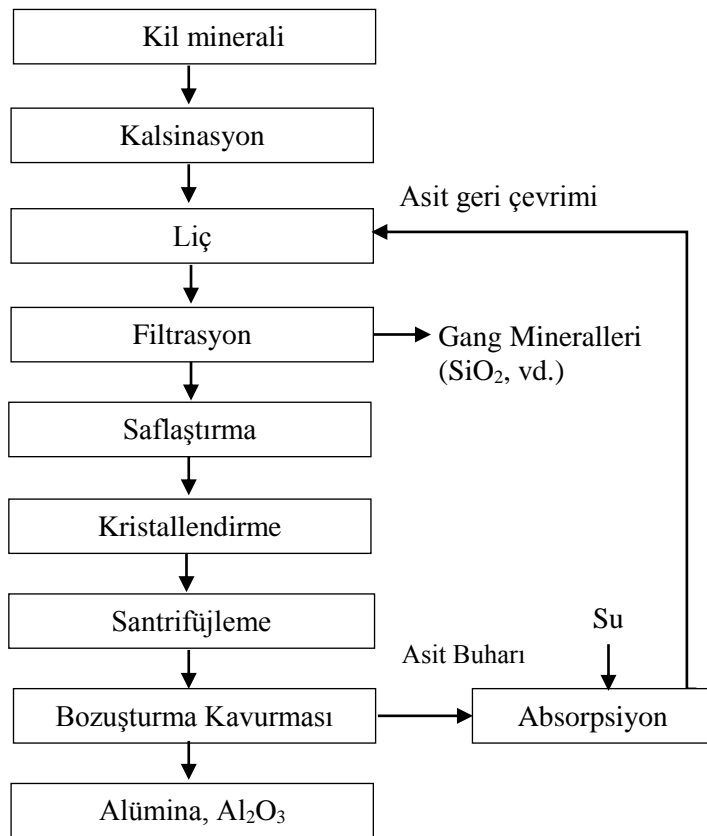 Kil minerali
Kalsinasyon
Asit geri çevrimi
Liç
Filtrasyon
Gang Mineralleri
(SiO₂, vd.)
Saflaştırma
Kristallendirme
Santrifüjleme
Su
Asit Buharı
Bozuşturma Kavurması
Absorpsiyon
Alümina, Al₂O₃